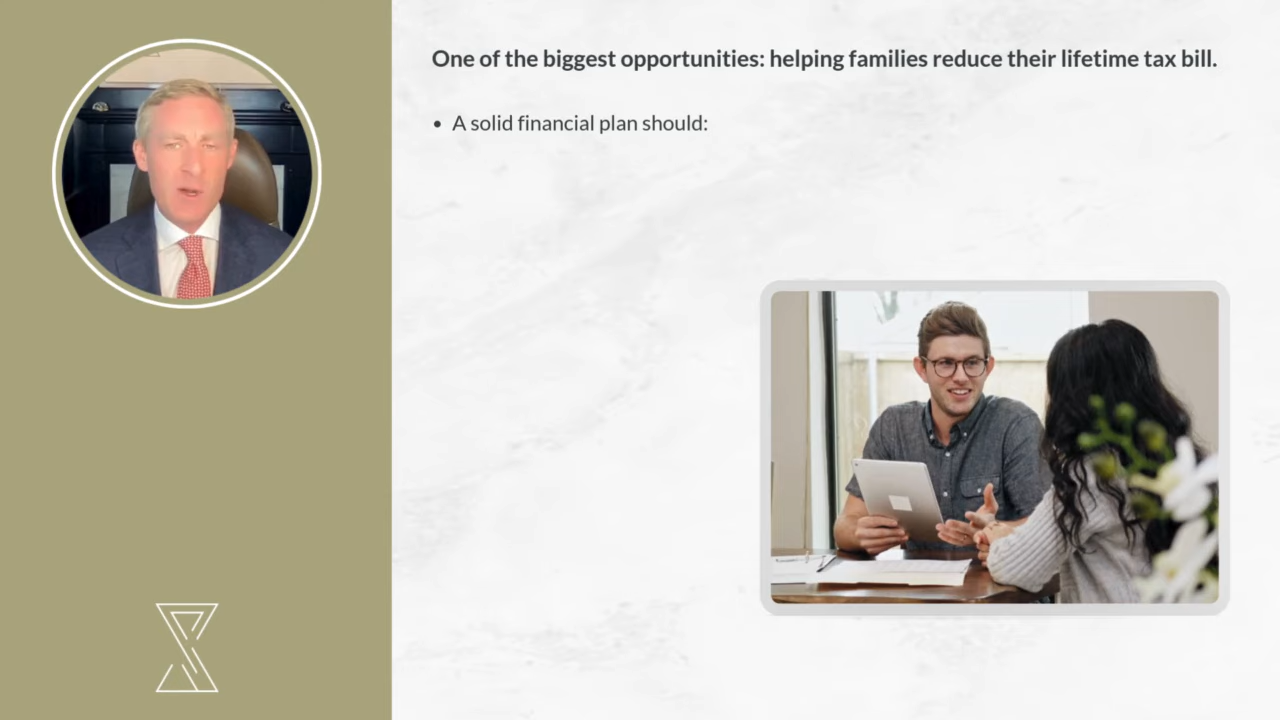 One of the biggest opportunities: helping families reduce their lifetime tax bill.
• A solid financial plan should: